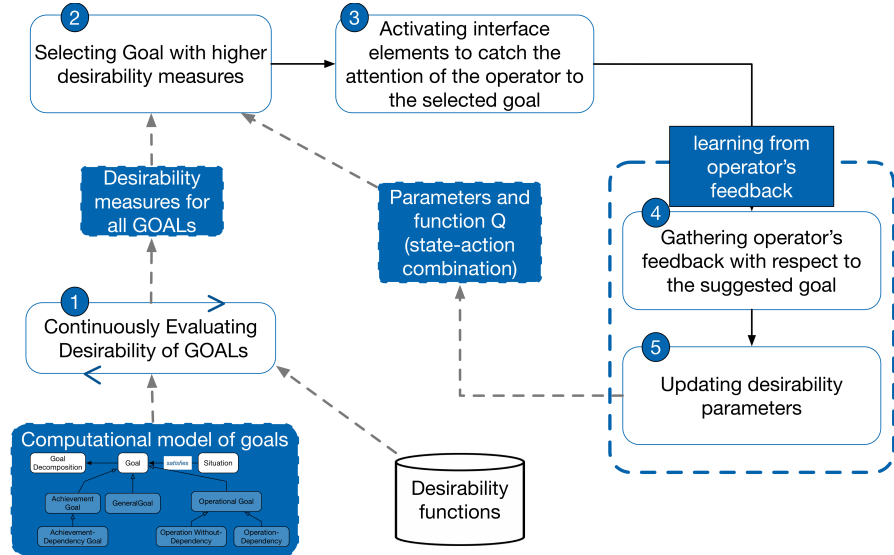 2
Selecting Goal with higher
desirability measures
3
Activating interface
elements to catch the
attention of the operator to
the selected goal
learning from
operator's
feedback
Desirability
measures for
all GOALs
Parameters and
function Q
(state-action
combination)
4
Gathering operator's
feedback with respect to
the suggested goal
1
Continuously Evaluating
Desirability of GOALs
5
Updating desirability
parameters
Computational model of goals
Goal
Decomposition
Goal
satisfies
Situation
Achievement
Goal
GeneralGoal
Operational Goal
Achievement-
Dependency Goal
Operation Without-
Dependency
Operation-
Dependency
Desirability
functions